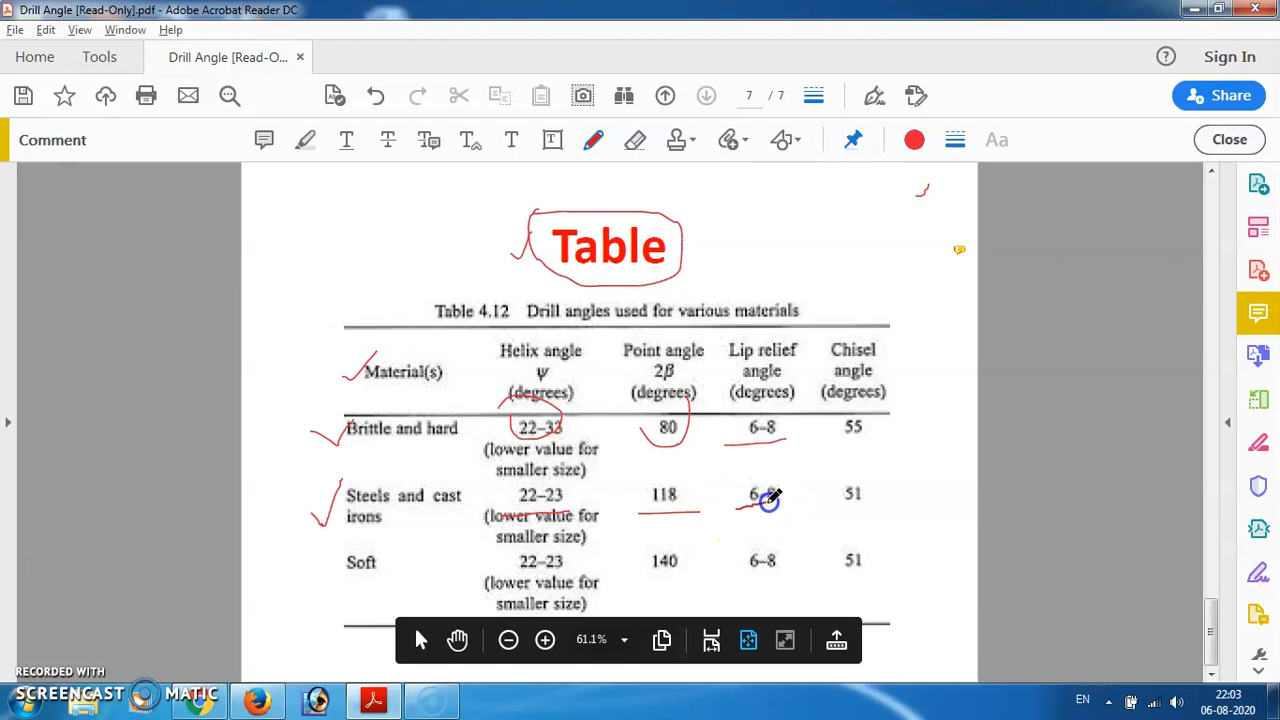 Drill Angle [Read-Only].pdf - Adobe Acrobat Reader DC
File Edit View Window Help
Home Tools Drill Angle [Read-O... × Sign In
7 / 7 Share
Comment Aa Close
Table
Table 4.12 Drill angles used for various materials
Material(s) Helix angle ψ (degrees) Point angle 2β (degrees) Lip relief angle (degrees) Chisel angle (degrees)
Brittle and hard 22–33 80 6–8 55
(lower value for
smaller size)
Steels and cast 22–23 118 51
irons (lower value for
smaller size)
Soft 22–23 140 6–8 51
(lower value for
smaller size)
61.1%
RECORDED WITH
SCREENCAST MATIC
EN 22:03
06-08-2020